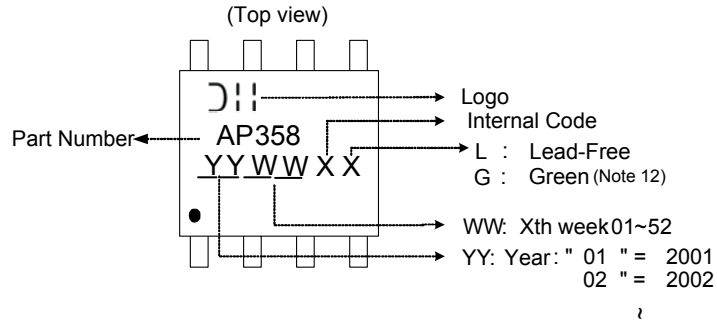 (Top view)
Logo
Internal Code
Part Number
AP358
YYWWXX
L : Lead-Free
G : Green (Note 12)
WW: Xth week 01~52
YY: Year: " 01 " = 2001
02 " = 2002
~